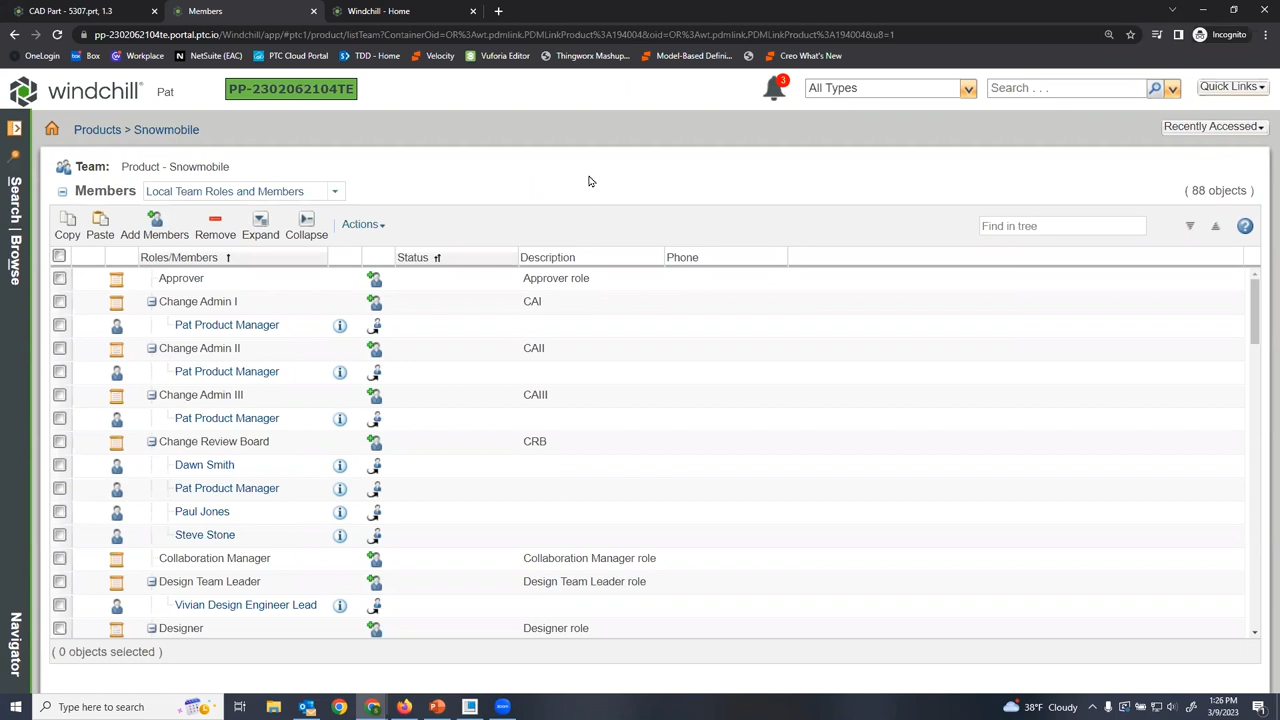 CAD Part - 5307.prt, 1.3
Members
Windchill - Home
pp-2302062104te.portal.ptc.io/Windchill/app/#ptc1/product/listTeam?ContainerOid=OR%3Awt.pdmlink.PDMLinkProduct%3A194004&oid=OR%3Awt.pdmlink.PDMLinkProduct%3A194004&u8=1
Incognito
OneLogin
Box
Workplace
NetSuite (ACE)
PTC Cloud Portal
TDD - Home
Velocity
Vuforia Editor
Thingworx Mashup...
Model-Based Defini...
Creo What's New
windchill
Pat
PP-2302062104TE
3
All Types
Search . . .
Quick Links
Products > Snowmobile
Recently Accessed
Team: Product - Snowmobile
Members
Local Team Roles and Members
( 88 objects )
Copy
Paste
Add Members
Remove
Expand
Collapse
Actions
Find in tree
Roles/Members
Status
Description
Phone
Approver
Approver role
Change Admin I
CAI
Pat Product Manager
Change Admin II
CAII
Pat Product Manager
Change Admin III
CAIII
Pat Product Manager
Change Review Board
CRB
Dawn Smith
Pat Product Manager
Paul Jones
Steve Stone
Collaboration Manager
Collaboration Manager role
Design Team Leader
Design Team Leader role
Vivian Design Engineer Lead
Designer
Designer role
( 0 objects selected )
Search | Browse
Navigator
Type here to search
38°F Cloudy
1:26 PM
3/9/2023